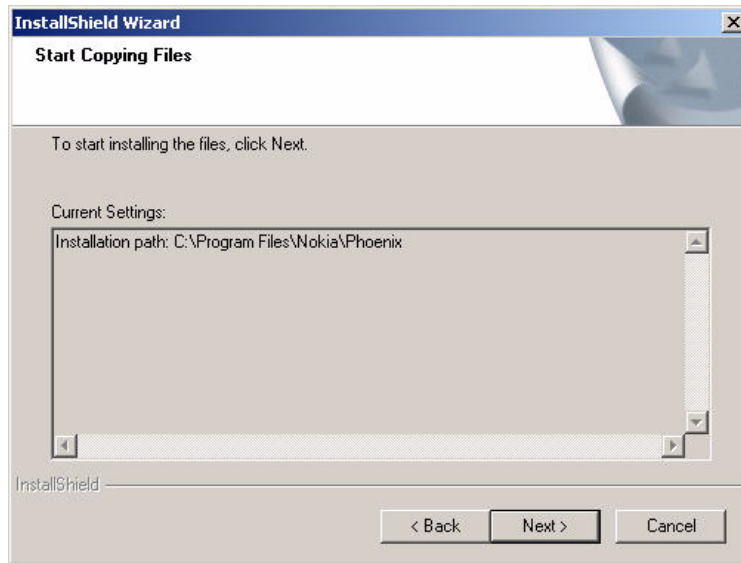 InstallShield Wizard
Start Copying Files
To start installing the files, click Next.
Current Settings:
Installation path: C:\Program Files\Nokia\Phoenix
InstallShield
< Back Next > Cancel